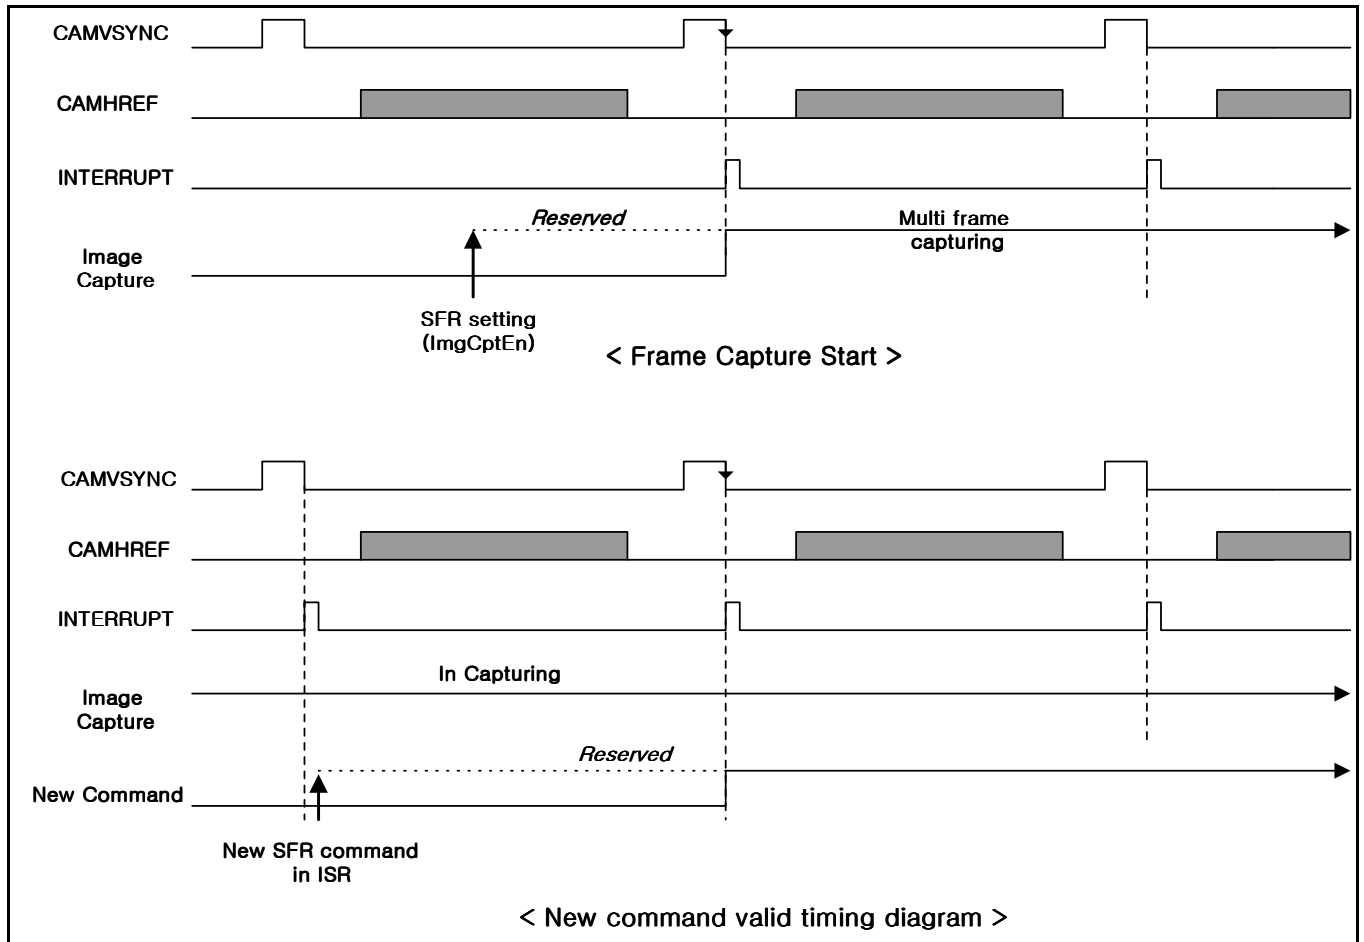 CAMVSYNC
CAMHREF
INTERRUPT
Reserved
Multi frame
capturing
Image
Capture
SFR setting
(ImgCptEn)
< Frame Capture Start >
CAMVSYNC
CAMHREF
INTERRUPT
In Capturing
Image
Capture
Reserved
New Command
New SFR command
in ISR
< New command valid timing diagram >